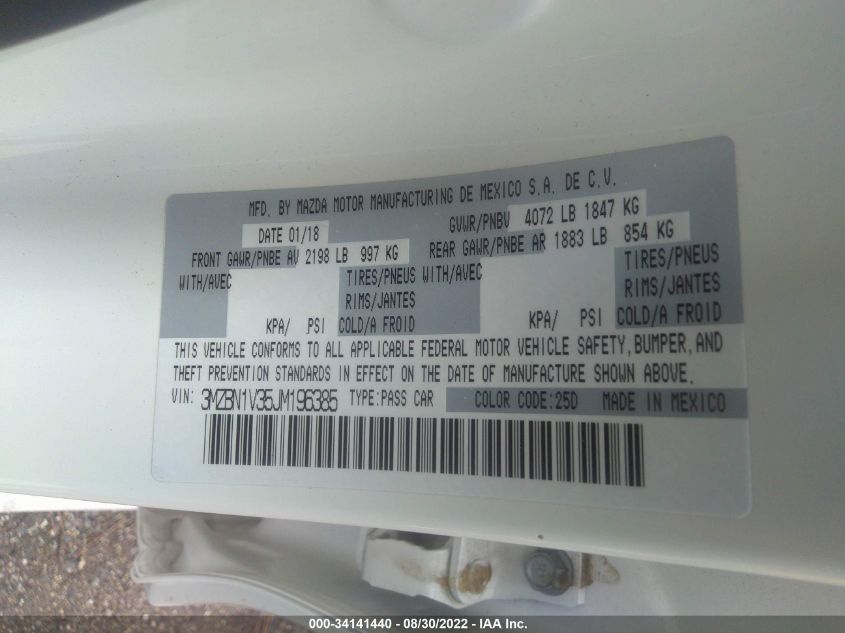 MFD. BY MAZDA MOTOR MANUFACTURING DE MEXICO S.A. DE C.V.
DATE 01/18 GVWR/PNBV 4072 LB 1847 KG
FRONT GAWR/PNBE AV 2198 LB 997 KG REAR GAWR/PNBE AR 1883 LB 854 KG
WITH/AVEC TIRES/PNEUS WITH/AVEC TIRES/PNEUS
RIMS/JANTES RIMS/JANTES
KPA/ PSI COLD/A FROID KPA/ PSI COLD/A FROID
THIS VEHICLE CONFORMS TO ALL APPLICABLE FEDERAL MOTOR VEHICLE SAFETY, BUMPER, AND
THEFT PREVENTION STANDARDS IN EFFECT ON THE DATE OF MANUFACTURE SHOWN ABOVE.
VIN: 3MZBN1V35JM196385 TYPE:PASS CAR COLOR CODE:25D MADE IN MEXICO
000-34141440 - 08/30/2022 - IAA Inc.